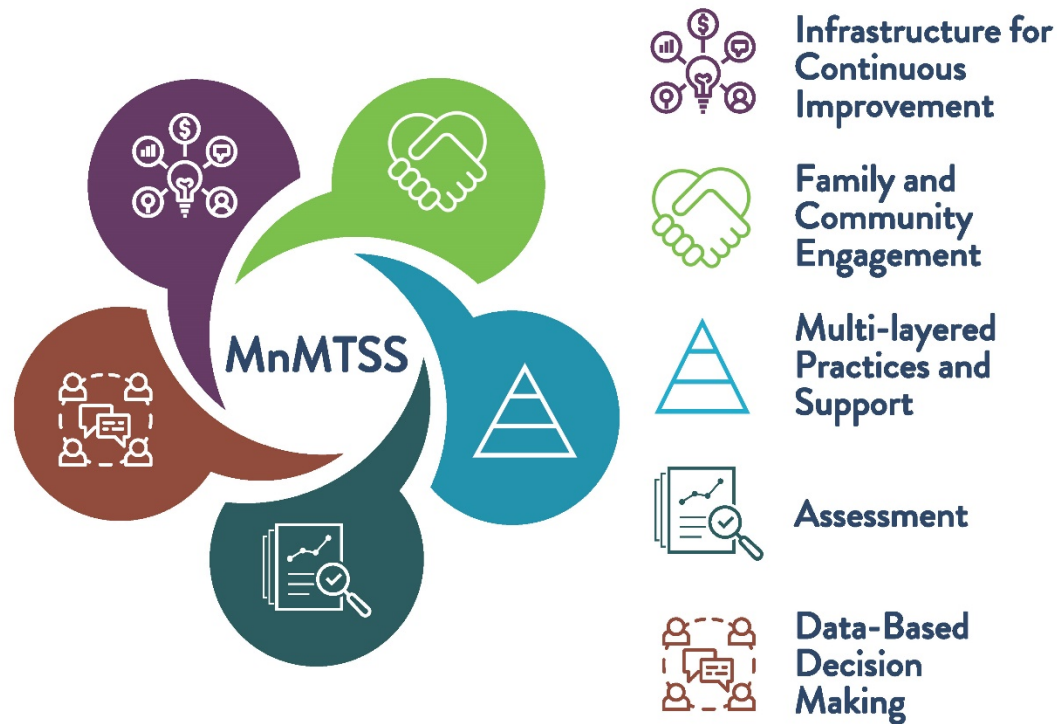 MnMTSS
Infrastructure for
Continuous
Improvement
Family and
Community
Engagement
Multi-layered
Practices and
Support
Assessment
Data-Based
Decision
Making